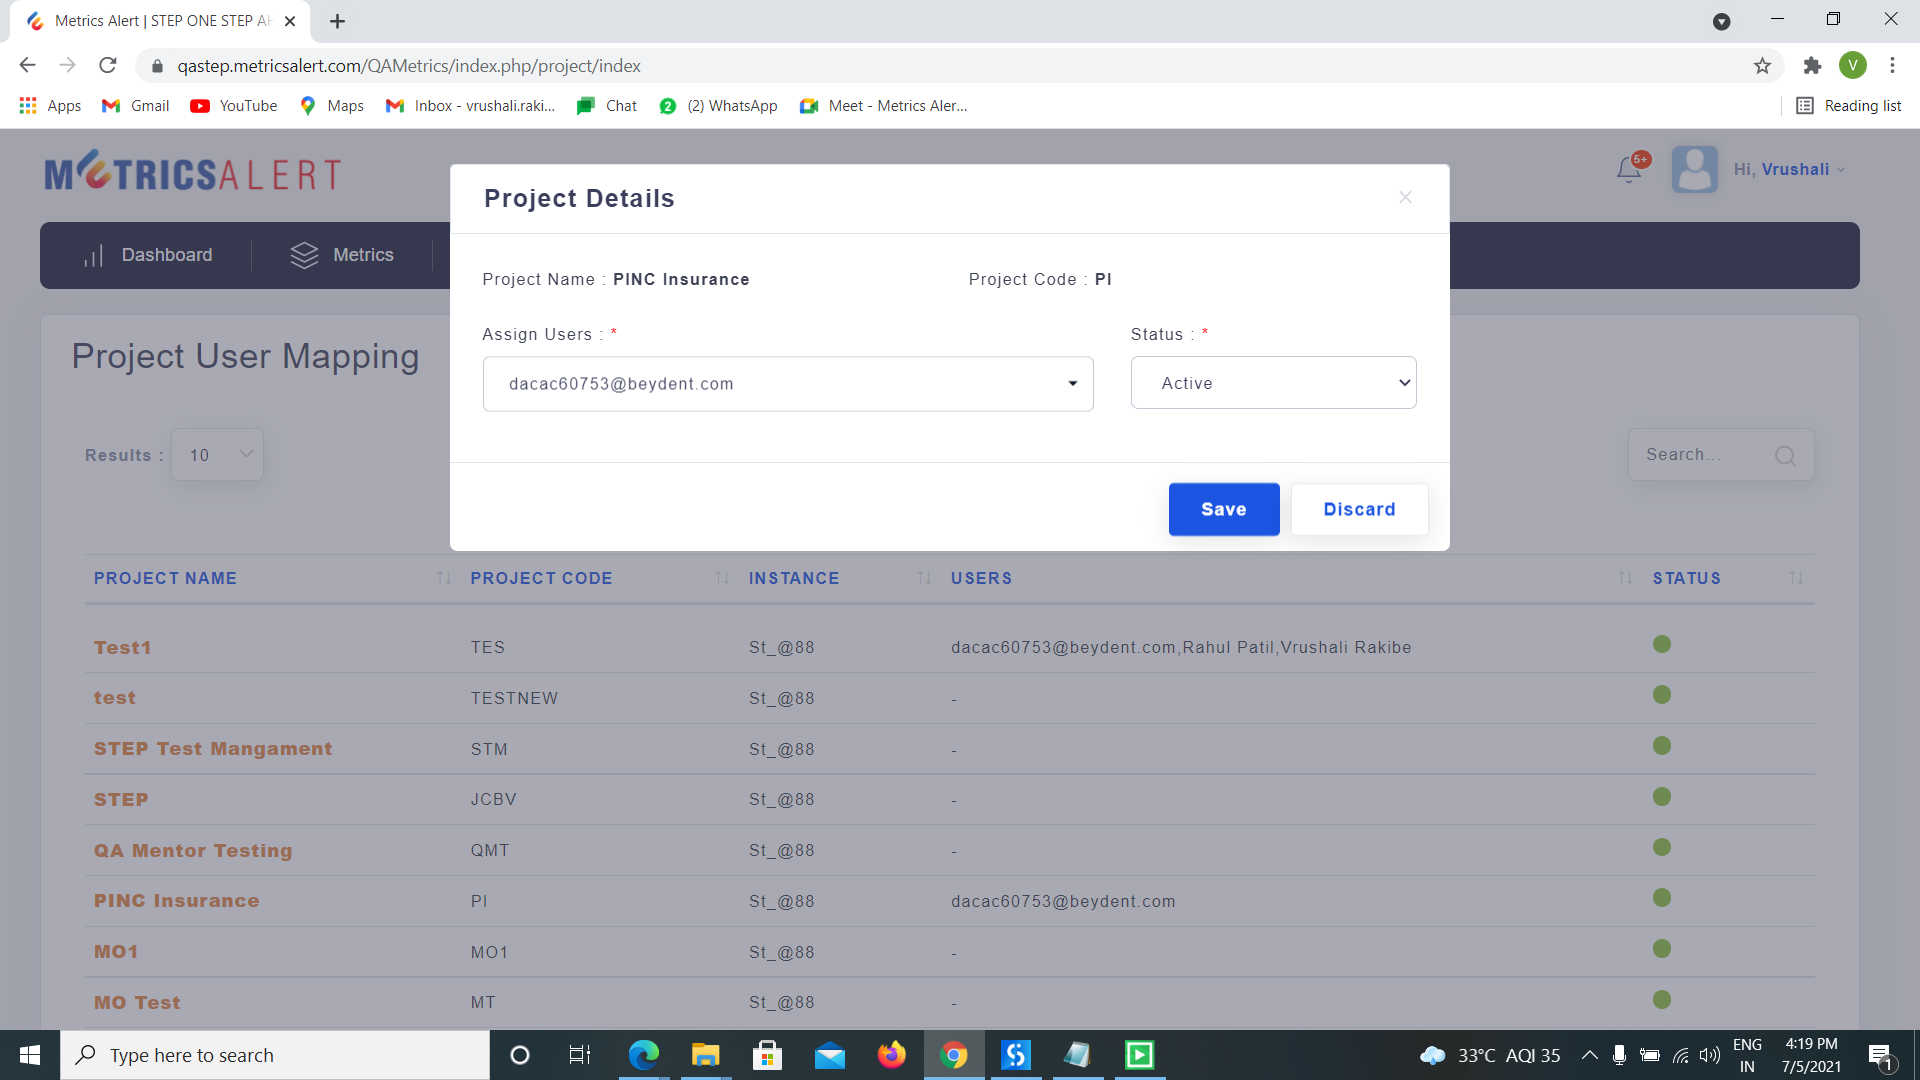 Metrics Alert | STEP ONE STEP AH
qastep.metricsalert.com/QAMetrics/index.php/project/index
V
Apps Gmail YouTube Maps Inbox - vrushali.raki... Chat 2 (2) WhatsApp Meet - Metrics Aler... Reading list
METRICSALERT
5+ Hi, Vrushali
Dashboard Metrics
Project Details
Project Name : PINC Insurance Project Code : PI
Assign Users : * Status : *
dacac60753@beydent.com Active
Save Discard
Project User Mapping
Results : 10 Search...
PROJECT NAME PROJECT CODE INSTANCE USERS STATUS
Test1 TES St_@88 dacac60753@beydent.com,Rahul Patil,Vrushali Rakibe
test TESTNEW St_@88 -
STEP Test Mangament STM St_@88 -
STEP JCBV St_@88 -
QA Mentor Testing QMT St_@88 -
PINC Insurance PI St_@88 dacac60753@beydent.com
MO1 MO1 St_@88 -
MO Test MT St_@88 -
Type here to search
33°C AQI 35
ENG
IN
4:19 PM
7/5/2021
1